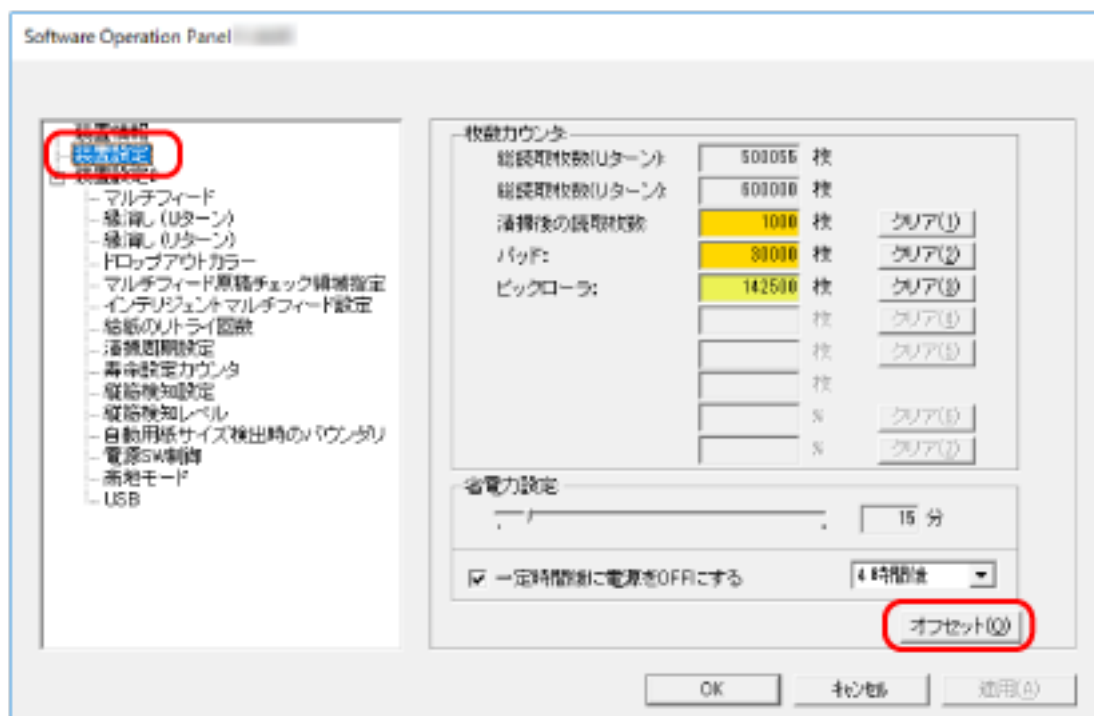 Software Operation Panel
装置情報
装置設定
装置設定2
マルチフィード
縁消し (Uターン)
縁消し (Uターン)
ドロップアウトカラー
マルチフィード原稿チェック領域指定
インテリジェントマルチフィード設定
給紙のリトライ回数
清掃周期設定
寿命設定カウンタ
縦筋検知設定
縦筋検知レベル
自動用紙サイズ検出時のバウンダリ
電源SW制御
高地モード
USB
枚数カウンタ
総読取枚数(Uターン): 500055 枚
総読取枚数(Uターン): 600000 枚
清掃後の読取枚数: 1000 枚 クリア(1)
パッド: 30000 枚 クリア(2)
ピックローラ: 142500 枚 クリア(3)
枚 クリア(4)
枚 クリア(5)
枚
% クリア(6)
% クリア(7)
省電力設定
15 分
一定時間後に電源をOFFにする 4 時間後
オフセット(O)
OK キャンセル 適用(A)